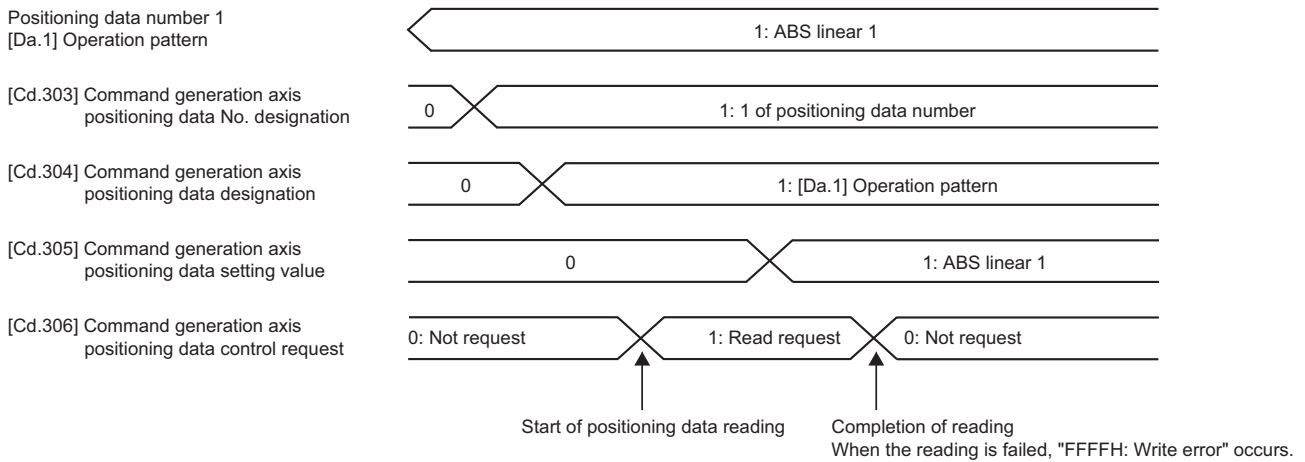 Positioning data number 1
[Da.1] Operation pattern
1: ABS linear 1
[Cd.303] Command generation axis
positioning data No. designation
0
1: 1 of positioning data number
[Cd.304] Command generation axis
positioning data designation
0
1: [Da.1] Operation pattern
[Cd.305] Command generation axis
positioning data setting value
0
1: ABS linear 1
[Cd.306] Command generation axis
positioning data control request
0: Not request
1: Read request
0: Not request
Start of positioning data reading
Completion of reading
When the reading is failed, "FFFFH: Write error" occurs.